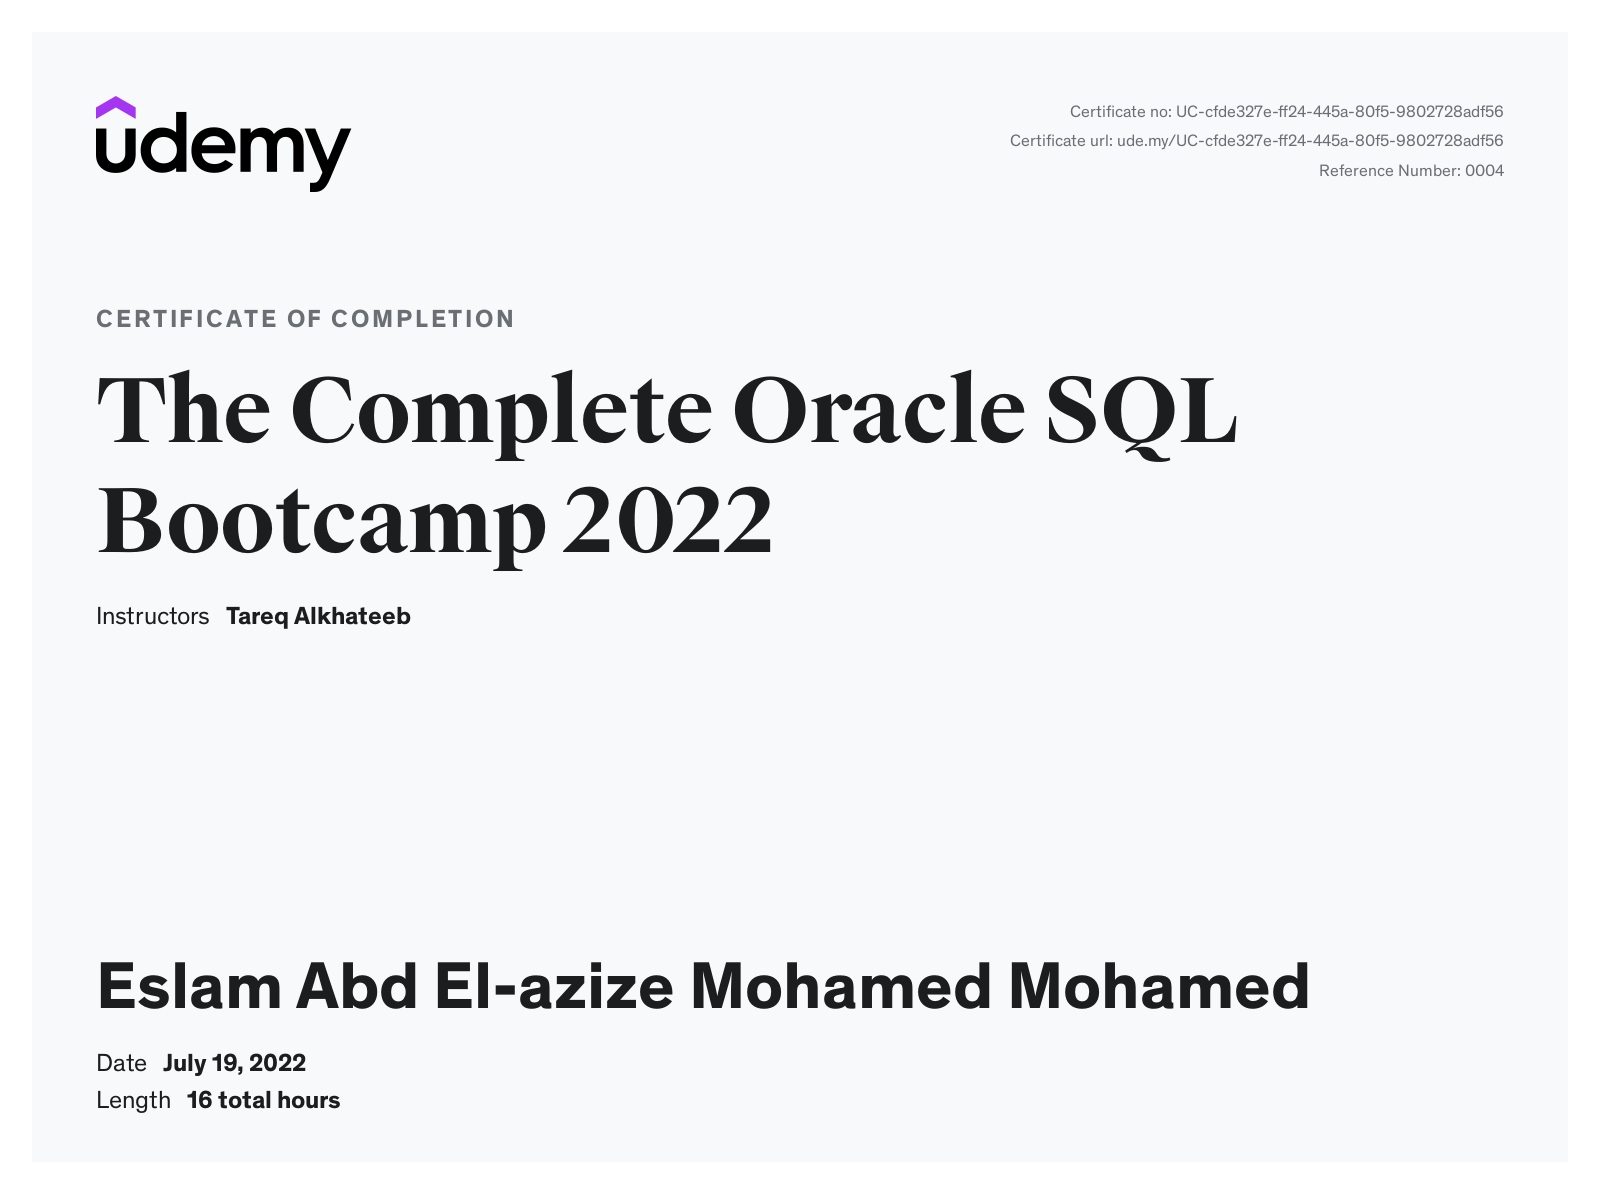 udemy
Certificate no: UC-cfde327e-ff24-445a-80f5-9802728adf56
Certificate url: ude.my/UC-cfde327e-ff24-445a-80f5-9802728adf56
Reference Number: 0004
CERTIFICATE OF COMPLETION
The Complete Oracle SQL
Bootcamp 2022
Instructors Tareq Alkhateeb
Eslam Abd El-azize Mohamed Mohamed
Date July 19, 2022
Length 16 total hours